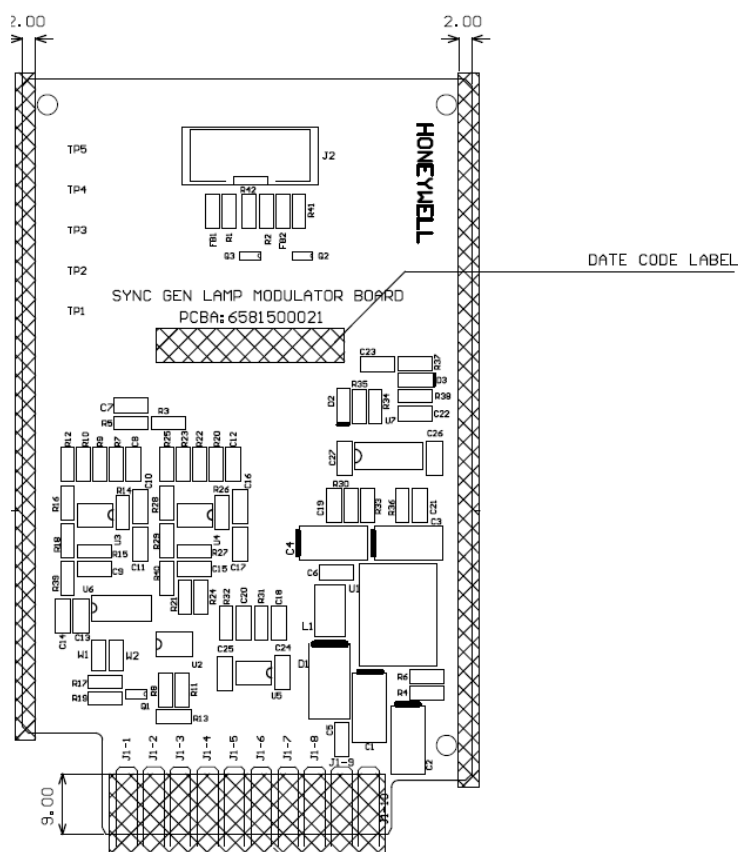 2.00
2.00
TP5
TP4
TP3
TP2
TP1
HONEYWELL
J2
R42
FB1
R1
R2
FB2
R41
Q3
Q2
DATE CODE LABEL
SYNC GEN LAMP MODULATOR BOARD
PCBA:6581500021
C23
R37
D3
R38
C22
D2
R35
R34
U7
C7
R5
R3
R12
R10
R7
C8
R25
R23
R22
R20
C12
C27
C26
R16
R14
C10
R28
R26
C16
U3
U4
R30
C19
R33
R36
C21
R18
R15
C11
R29
R27
C17
C4
C3
R39
C9
R40
C15
C6
U1
U6
R21
R24
R32
C20
R31
C18
L1
C14
C13
W1
W2
U2
C25
C24
D1
R17
R19
Q1
R8
R11
U5
R6
R4
R13
C5
C1
C2
J1-1
J1-2
J1-3
J1-4
J1-5
J1-6
J1-7
J1-8
J1-9
J1-10
9.00